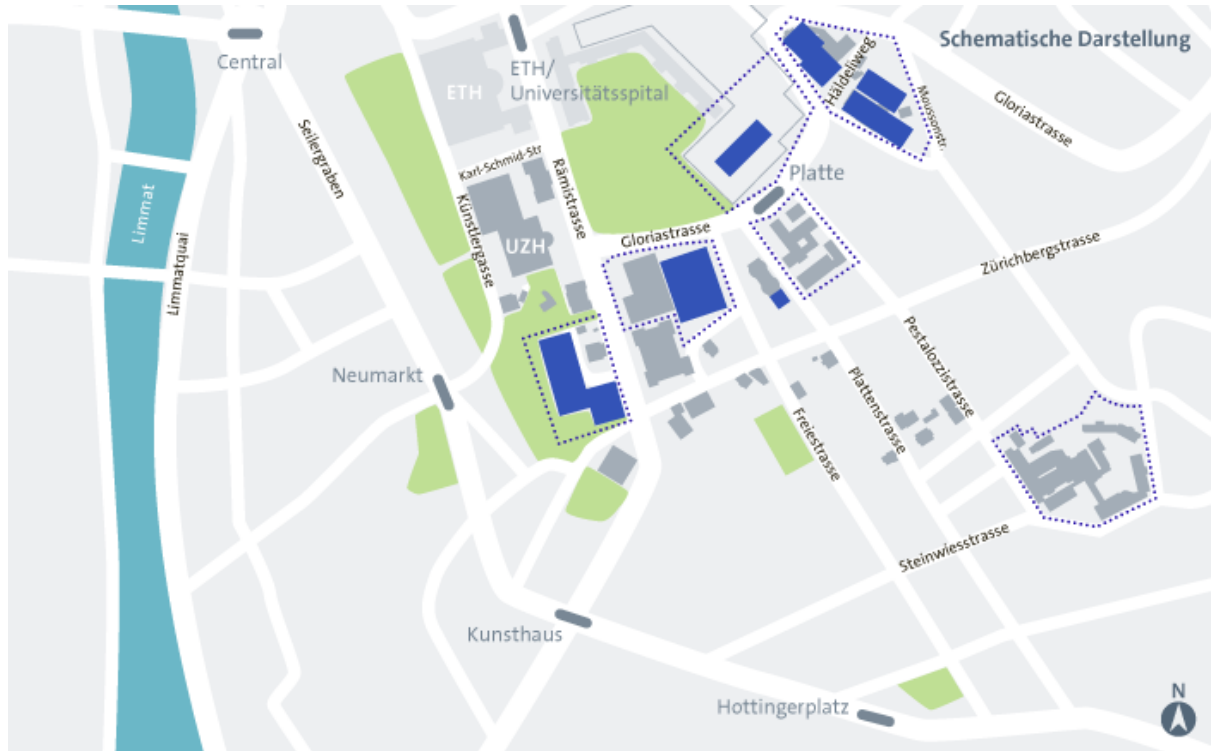 Schematische Darstellung
Central
ETH
ETH/
Universitätsspital
Häldeliweg
Moussonstr.
Gloriastrasse
Seilergraben
Karl-Schmid-Str
Rämistrasse
Platte
Limmat
Künstlergasse
UZH
Gloriastrasse
Zürichbergstrasse
Limmatquai
Neumarkt
Pestalozzistrasse
Plattenstrasse
Freiestrasse
Steinwiesstrasse
Kunsthaus
Hottingerplatz
N